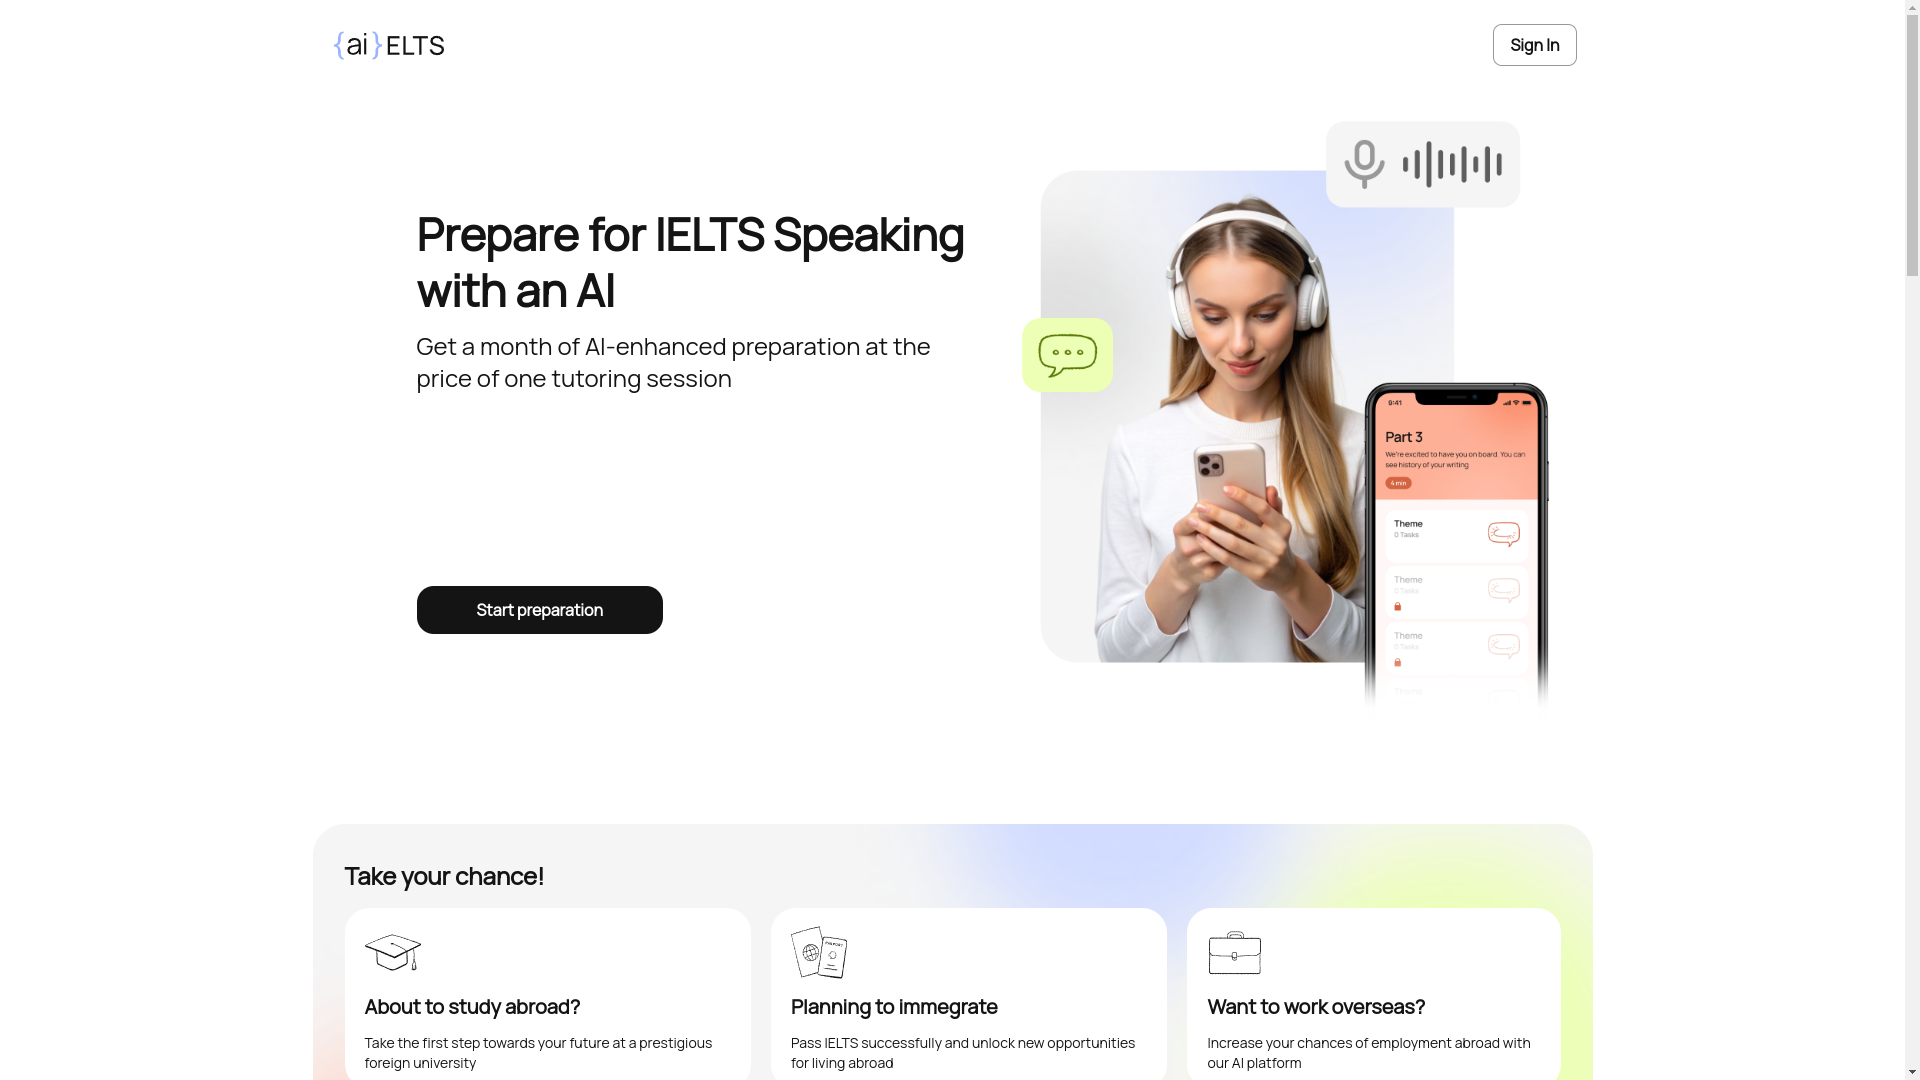 {ai}ELTS
Sign In
Prepare for IELTS Speaking
with an AI
Get a month of AI-enhanced preparation at the
price of one tutoring session
Start preparation
9:41
Part 3
We're excited to have you on board. You can
see history of your writing
4 min
Theme
0 Tasks
Theme
0 Tasks
Theme
0 Tasks
Theme
Take your chance!
PASSPORT
About to study abroad?
Take the first step towards your future at a prestigious
foreign university
Planning to immegrate
Pass IELTS successfully and unlock new opportunities
for living abroad
Want to work overseas?
Increase your chances of employment abroad with
our AI platform